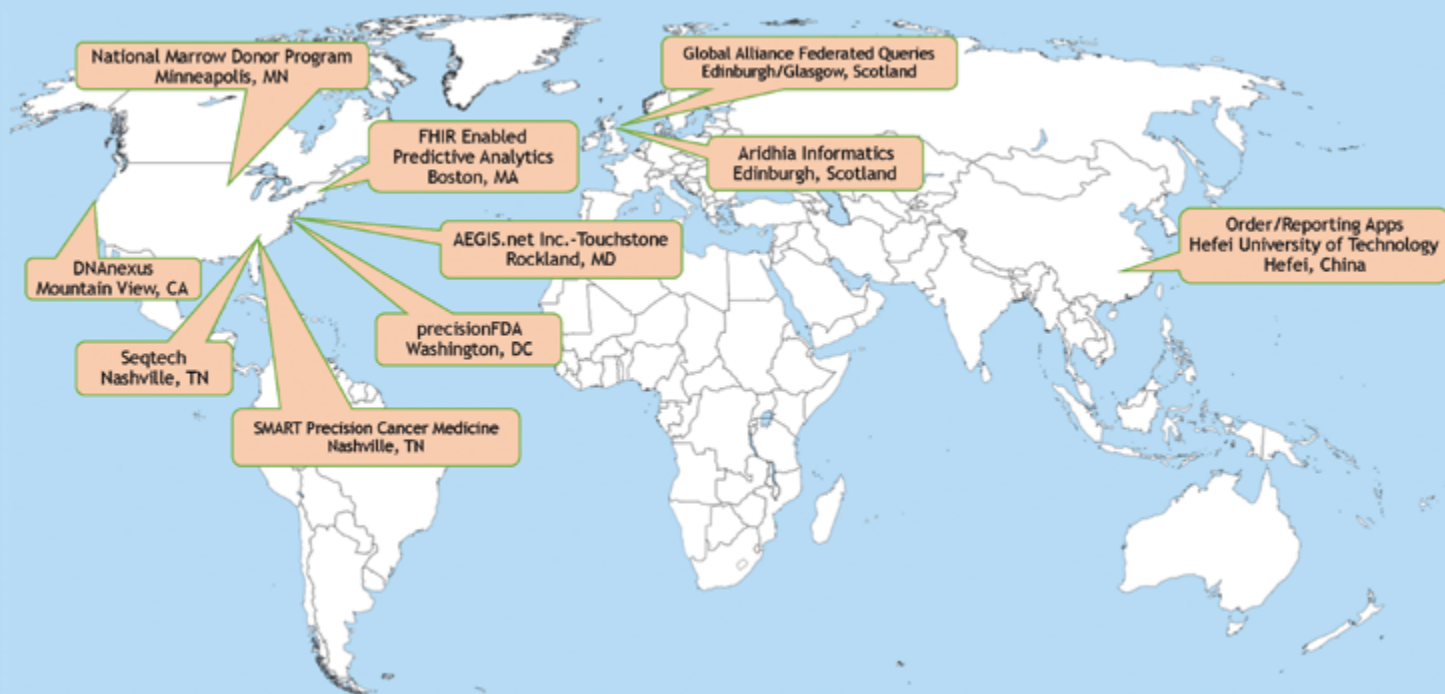 National Marrow Donor Program
Minneapolis, MN
Global Alliance Federated Queries
Edinburgh/Glasgow, Scotland
FHIR Enabled
Predictive Analytics
Boston, MA
Aridhia Informatics
Edinburgh, Scotland
AEGIS.net Inc.-Touchstone
Rockland, MD
Order/Reporting Apps
Hefei University of Technology
Hefei, China
DNAnexus
Mountain View, CA
precisionFDA
Washington, DC
Seqtech
Nashville, TN
SMART Precision Cancer Medicine
Nashville, TN